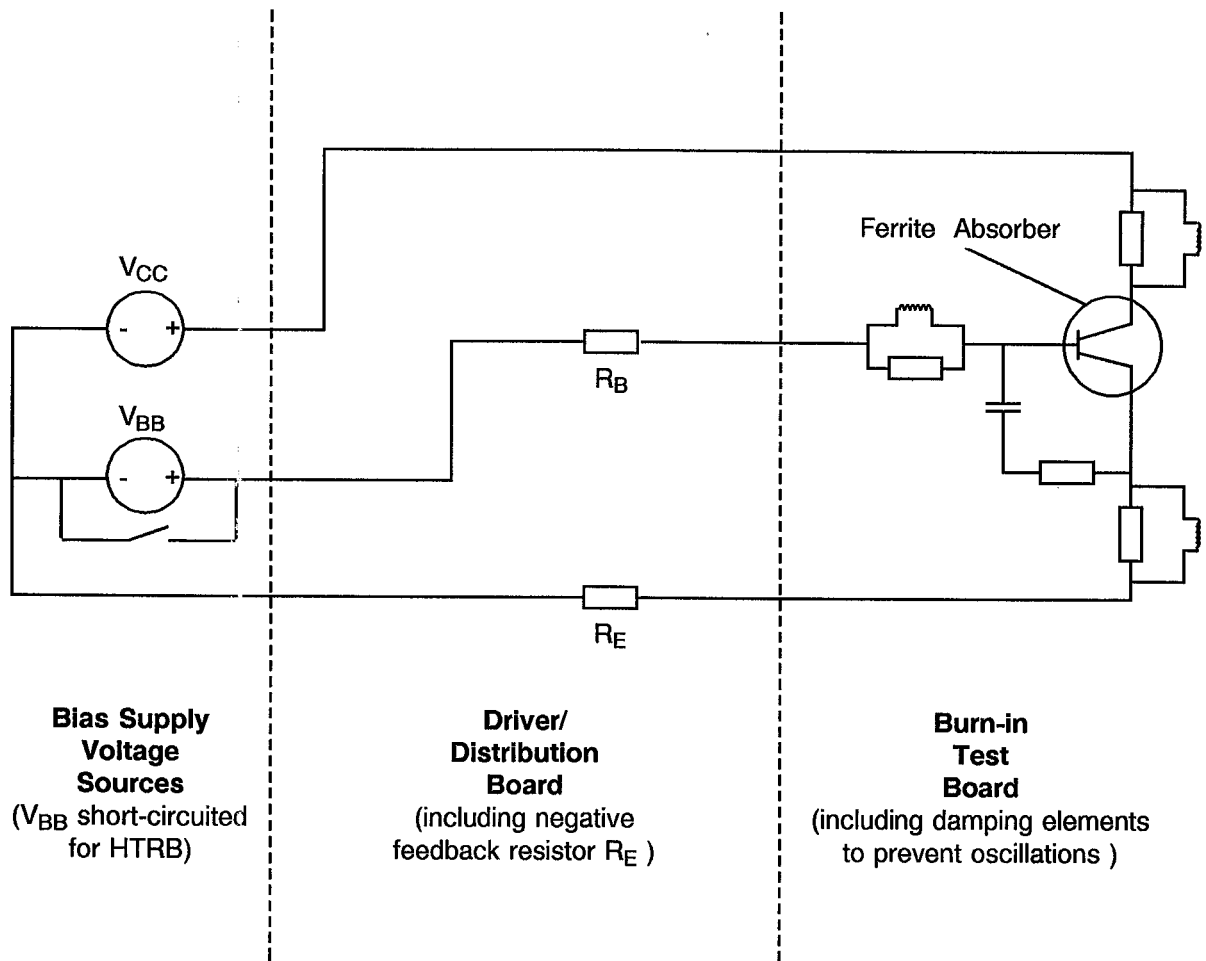 Ferrite Absorber
VCC
- +
RB
VBB
- +
RE
Bias Supply
Voltage
Sources
(VBB short-circuited
for HTRB)
Driver/
Distribution
Board
(including negative
feedback resistor RE )
Burn-in
Test
Board
(including damping elements
to prevent oscillations )